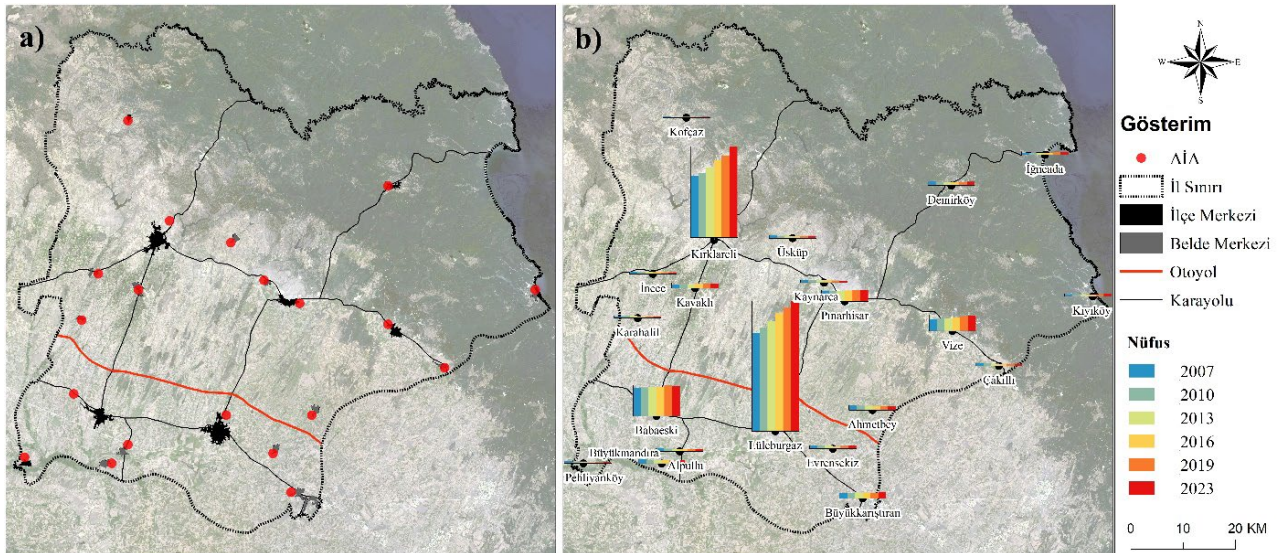 a)
b)
Kofçaz
İğneada
Demirköy
Üsküp
Kırklareli
İnece
Kavaklı
Kaynarca
Pınarhisar
Kıyıköy
Karahalil
Vize
Çakıllı
Ahmetbey
Babaeski
Lüleburgaz
Büyükmandıra
Evrensekiz
Pehlivanköy
Alpullu
Büyükkarıştıran
N
W
E
S
Gösterim
AİA
İl Sınırı
İlçe Merkezi
Belde Merkezi
Otoyol
Karayolu
Nüfus
2007
2010
2013
2016
2019
2023
0 10 20 KM